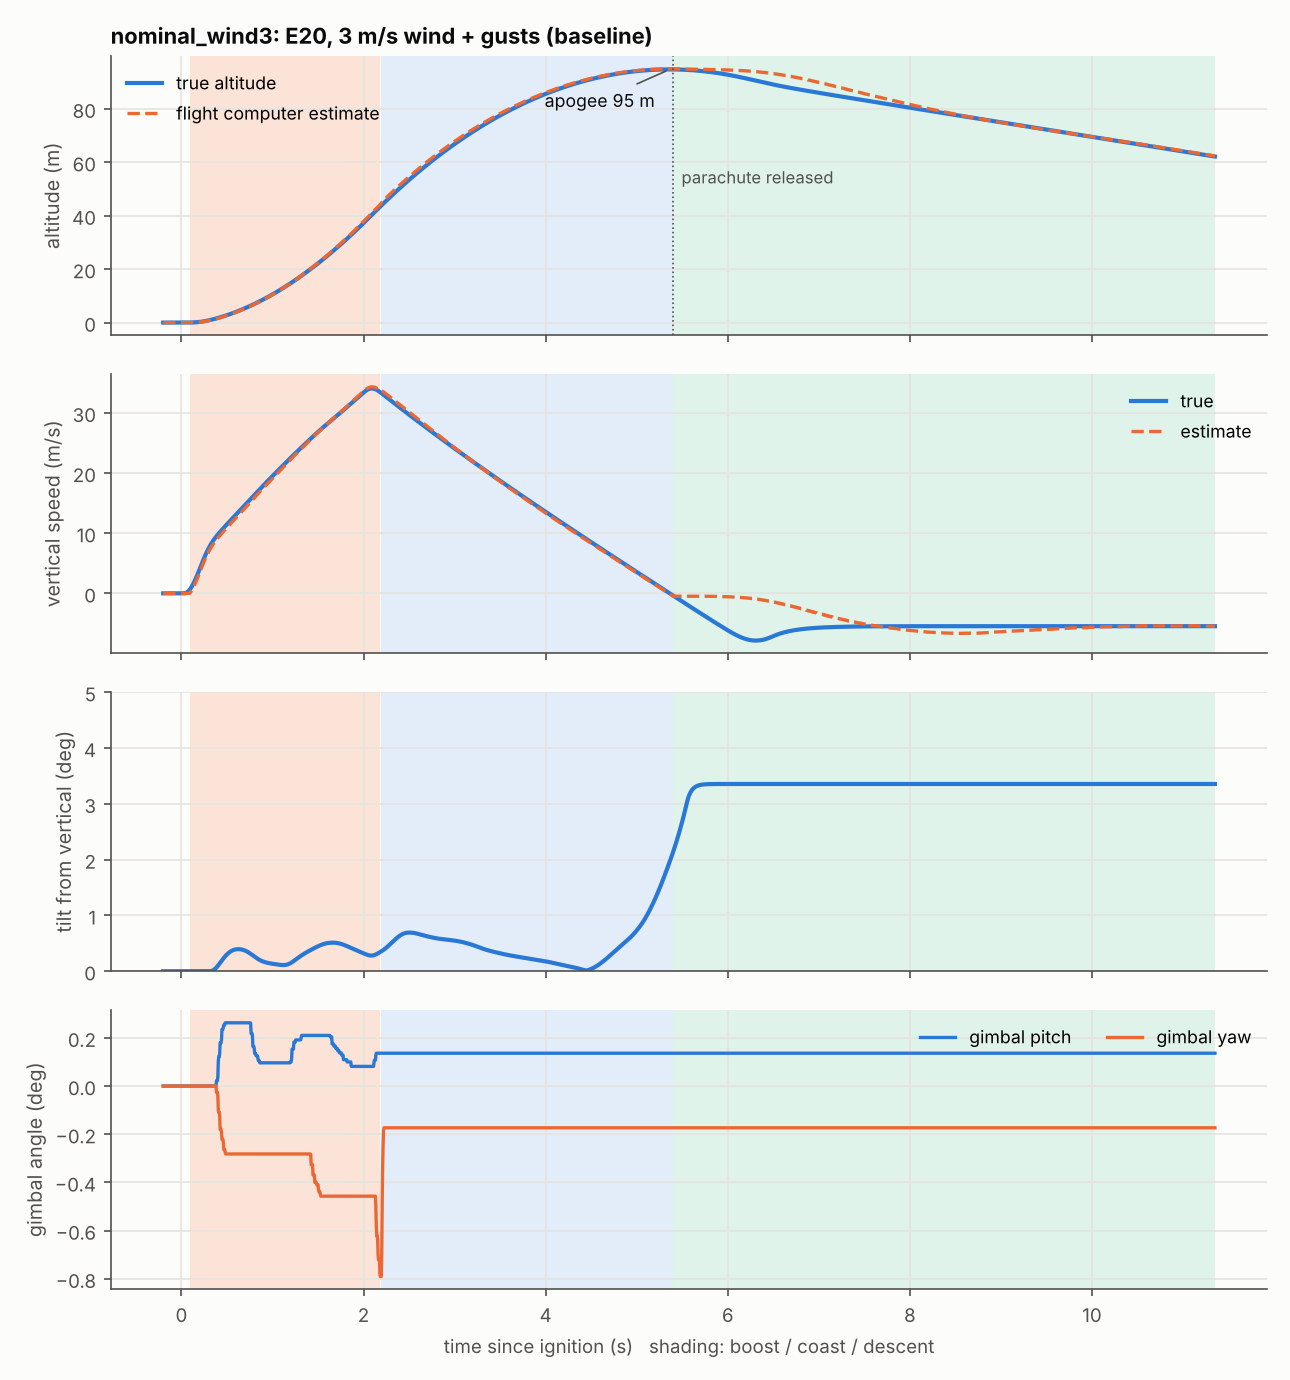 nominal_wind3: E20, 3 m/s wind + gusts (baseline)
true altitude
flight computer estimate
apogee 95 m
parachute released
altitude (m)
80
60
40
20
0
true
estimate
vertical speed (m/s)
30
20
10
0
tilt from vertical (deg)
5
4
3
2
1
0
gimbal pitch
gimbal yaw
gimbal angle (deg)
0.2
0.0
−0.2
−0.4
−0.6
−0.8
0 2 4 6 8 10
time since ignition (s) shading: boost / coast / descent